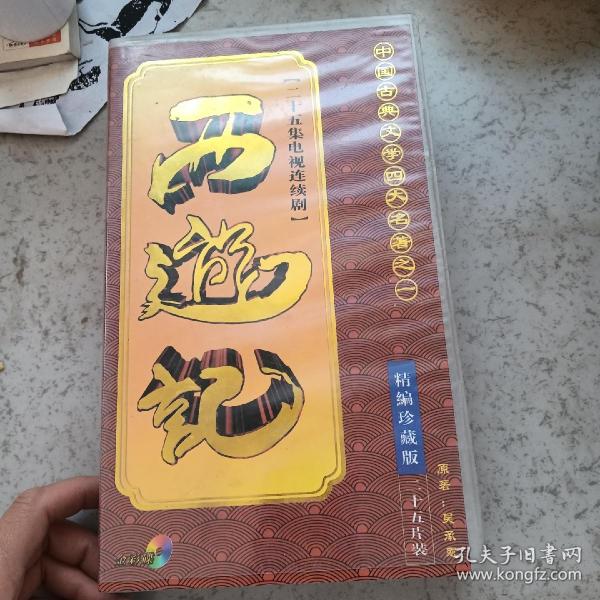 中国古典文学四大名著之一
【二十五集电视连续剧】
西遊記
精编珍藏版
二十五片装
原著：吴承恩
孔夫子旧书网
www.kongfz.com